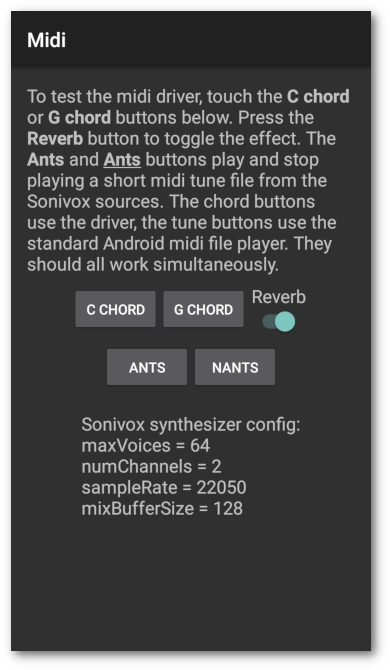 Midi
To test the midi driver, touch the C chord
or G chord buttons below. Press the
Reverb button to toggle the effect. The
Ants and Ants buttons play and stop
playing a short midi tune file from the
Sonivox sources. The chord buttons
use the driver, the tune buttons use the
standard Android midi file player. They
should all work simultaneously.
C CHORD G CHORD Reverb
ANTS NANTS
Sonivox synthesizer config:
maxVoices = 64
numChannels = 2
sampleRate = 22050
mixBufferSize = 128